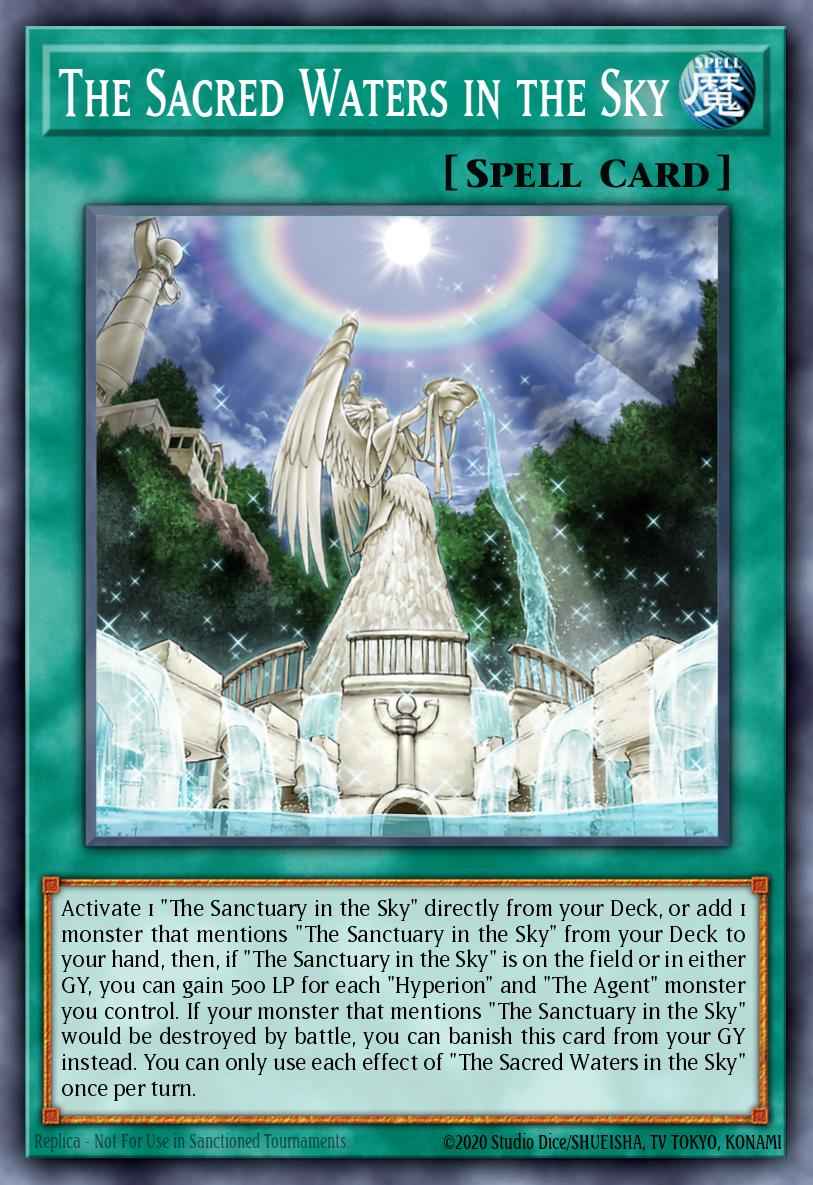 The Sacred Waters in the Sky
SPELL
魔
[Spell Card]
Activate 1 "The Sanctuary in the Sky" directly from your Deck, or add 1
monster that mentions "The Sanctuary in the Sky" from your Deck to
your hand, then, if "The Sanctuary in the Sky" is on the field or in either
GY, you can gain 500 LP for each "Hyperion" and "The Agent" monster
you control. If your monster that mentions "The Sanctuary in the Sky"
would be destroyed by battle, you can banish this card from your GY
instead. You can only use each effect of "The Sacred Waters in the Sky"
once per turn.
Replica - Not For Use in Sanctioned Tournaments.
©2020 Studio Dice/SHUEISHA, TV TOKYO, KONAMI